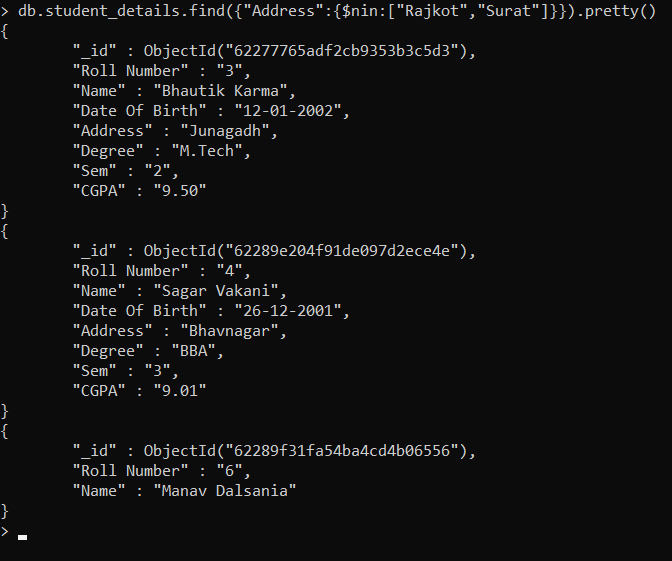 > db.student_details.find({"Address":{$nin:["Rajkot","Surat"]}}).pretty()
{
        "_id" : ObjectId("62277765adf2cb9353b3c5d3"),
        "Roll Number" : "3",
        "Name" : "Bhautik Karma",
        "Date Of Birth" : "12-01-2002",
        "Address" : "Junagadh",
        "Degree" : "M.Tech",
        "Sem" : "2",
        "CGPA" : "9.50"
}
{
        "_id" : ObjectId("62289e204f91de097d2ece4e"),
        "Roll Number" : "4",
        "Name" : "Sagar Vakani",
        "Date Of Birth" : "26-12-2001",
        "Address" : "Bhavnagar",
        "Degree" : "BBA",
        "Sem" : "3",
        "CGPA" : "9.01"
}
{
        "_id" : ObjectId("62289f31fa54ba4cd4b06556"),
        "Roll Number" : "6",
        "Name" : "Manav Dalsania"
}
>